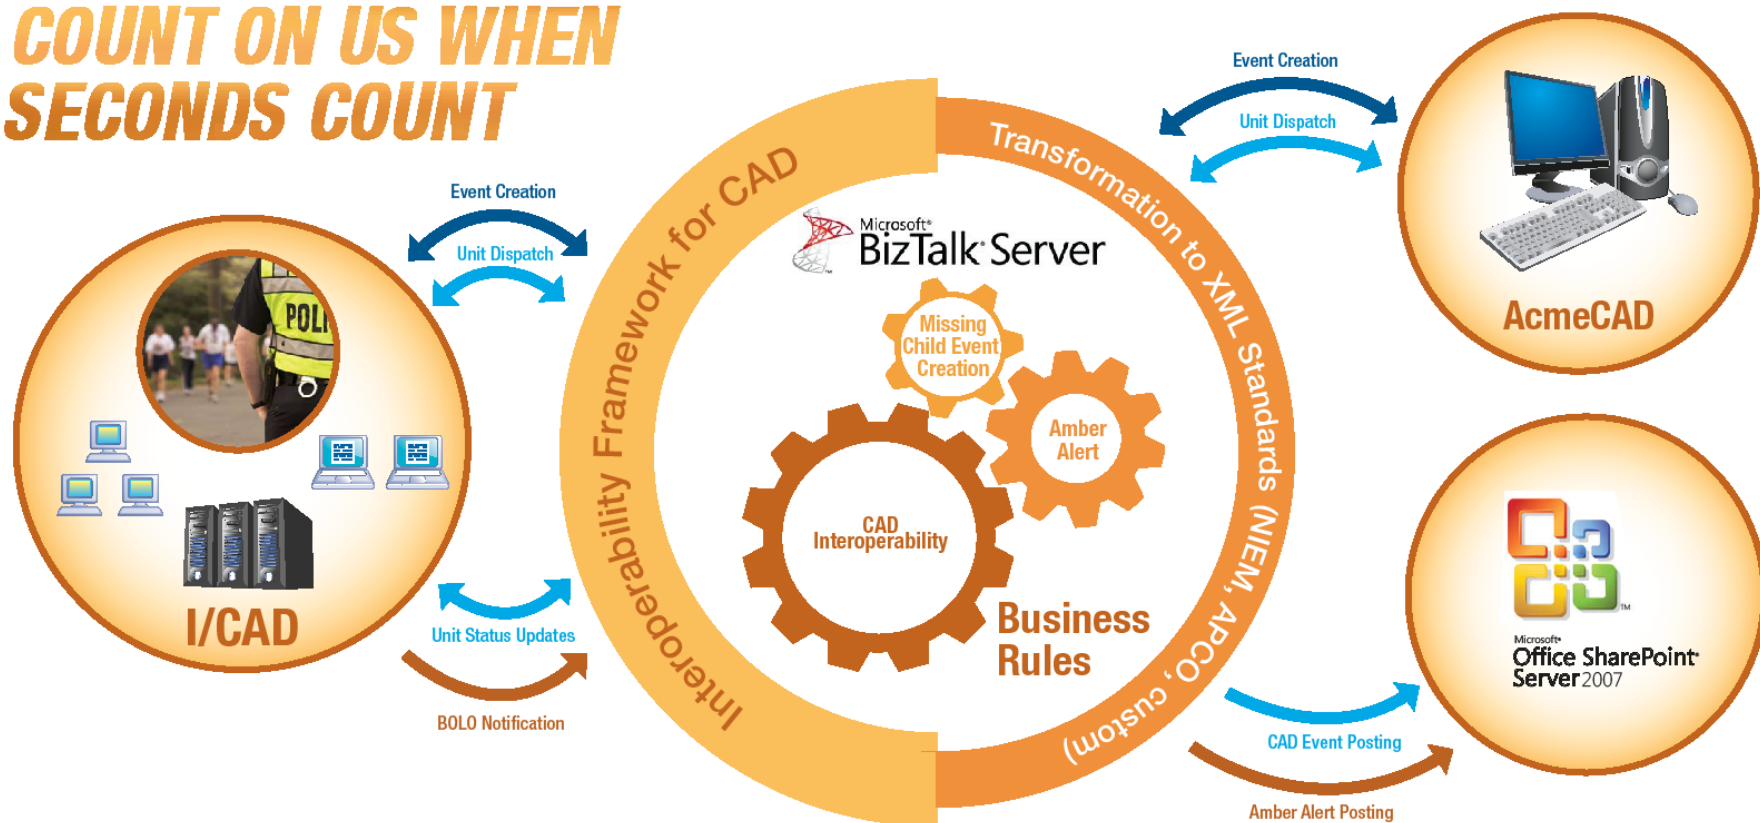 COUNT ON US WHEN
SECONDS COUNT
Event Creation
Unit Dispatch
POLI
I/CAD
Unit Status Updates
BOLO Notification
Interoperability Framework for CAD
Transformation to XML Standards (NIEM, APCO, custom)
Microsoft®
BizTalk® Server
Missing
Child Event
Creation
Amber
Alert
CAD
Interoperability
Business
Rules
Event Creation
Unit Dispatch
AcmeCAD
TM
Microsoft®
Office SharePoint®
Server 2007
CAD Event Posting
Amber Alert Posting